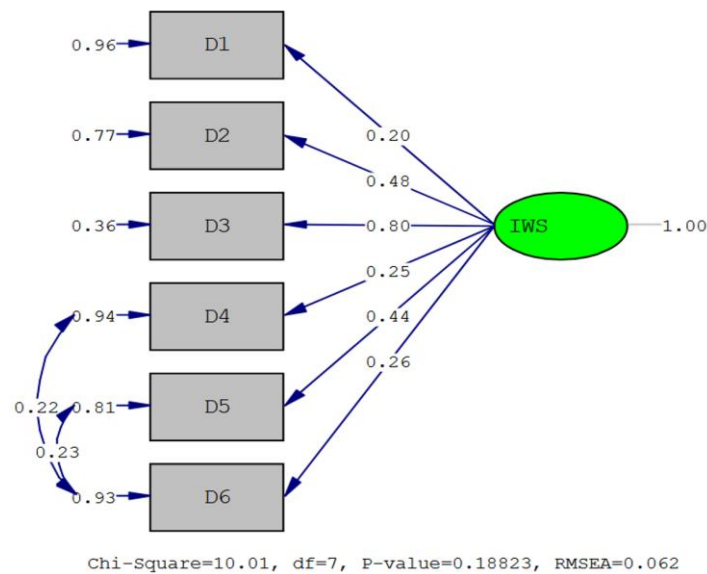 0.96 D1
0.20
0.77 D2
0.48
0.36 D3 0.80 IWS 1.00
0.25
0.94 D4 0.44
0.26
0.22 0.81 D5
0.23
0.93 D6
Chi-Square=10.01, df=7, P-value=0.18823, RMSEA=0.062